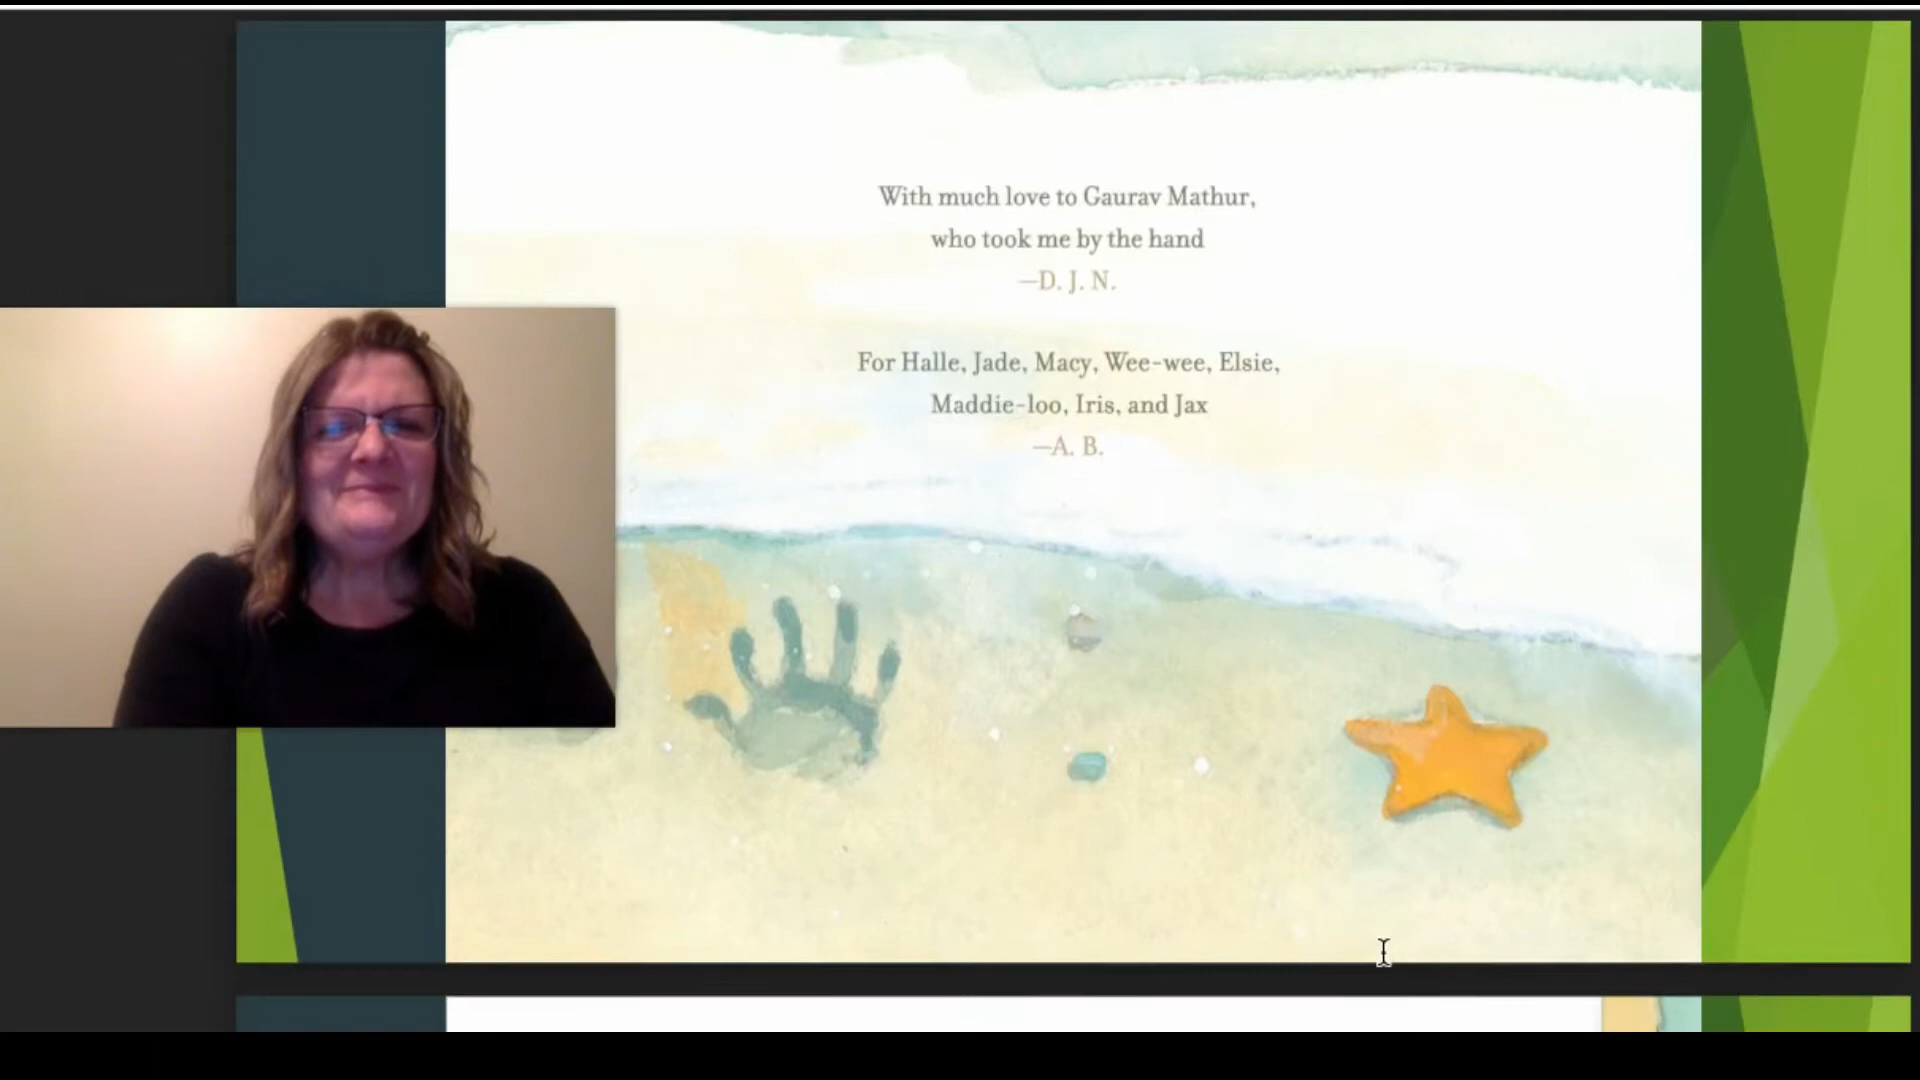 With much love to Gaurav Mathur,
who took me by the hand
—D. J. N.
For Halle, Jade, Macy, Wee-wee, Elsie,
Maddie-loo, Iris, and Jax
—A. B.